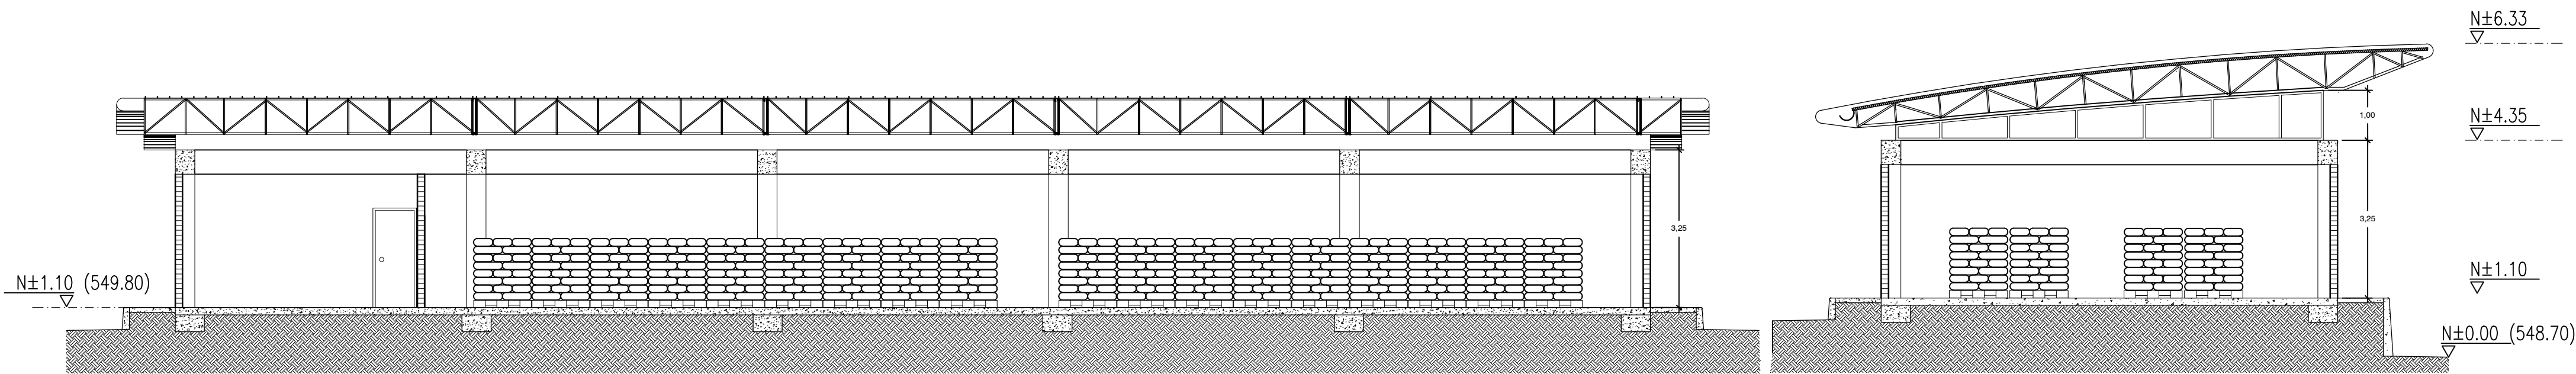 N±6.33
N±4.35
1,00
3,25
3,25
N±1.10 (549.80)
N±1.10
N±0.00 (548.70)